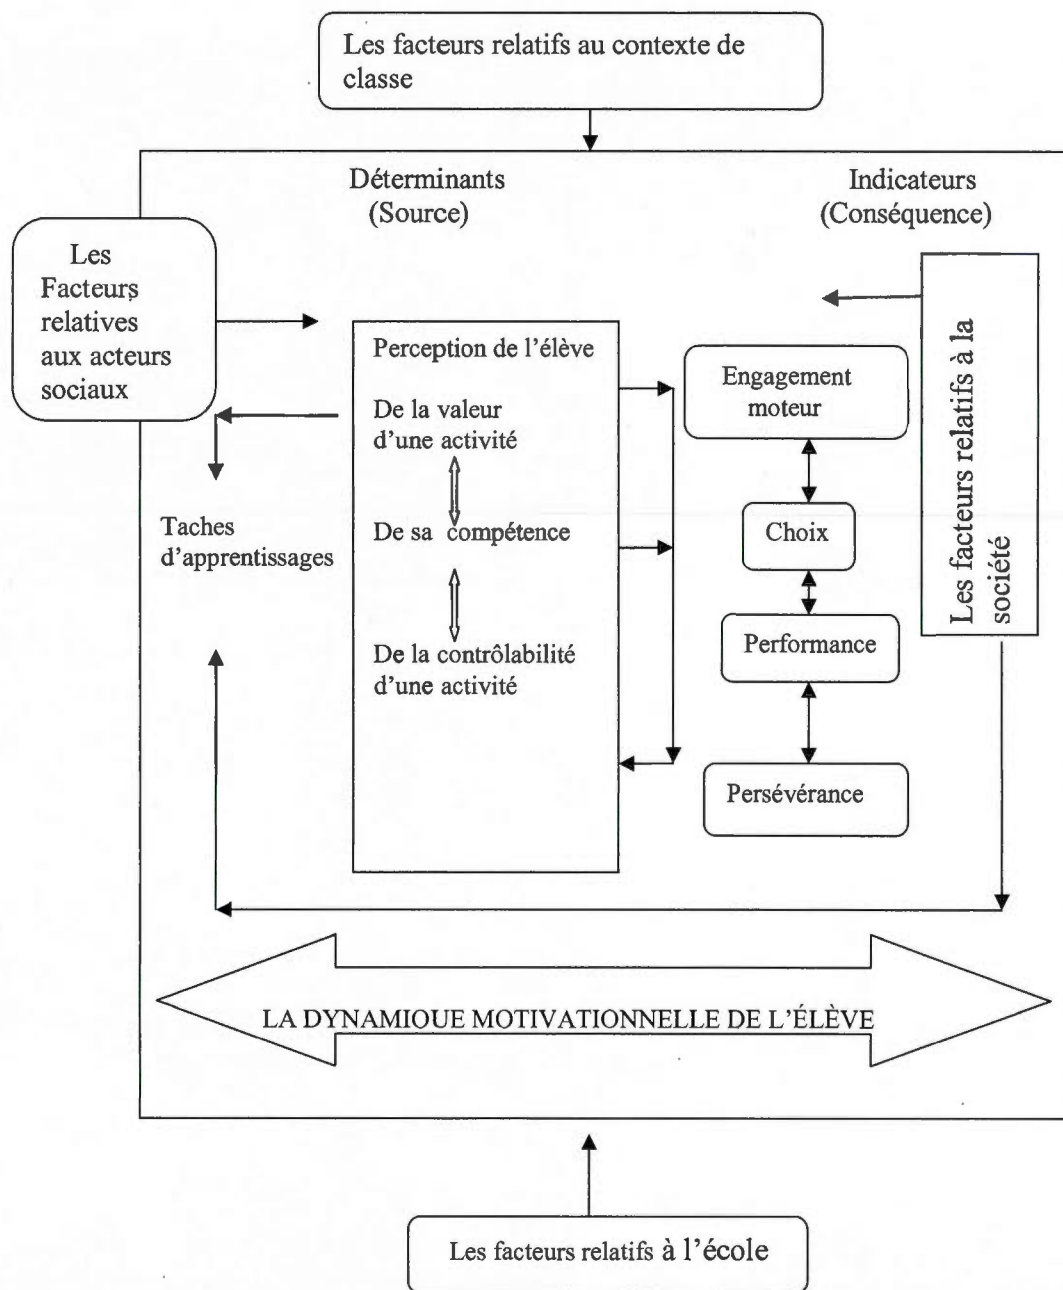 Les facteurs relatifs au contexte de
classe
Déterminants
(Source)
Indicateurs
(Conséquence)
Les
Facteurs
relatives
aux acteurs
sociaux
Perception de l'élève
De la valeur
d'une activité
De sa compétence
De la contrôlabilité
d'une activité
Taches
d'apprentissages
Engagement
moteur
Choix
Performance
Persévérance
Les facteurs relatifs à la
société
LA DYNAMIQUE MOTIVATIONNELLE DE L'ÉLÈVE
Les facteurs relatifs à l'école